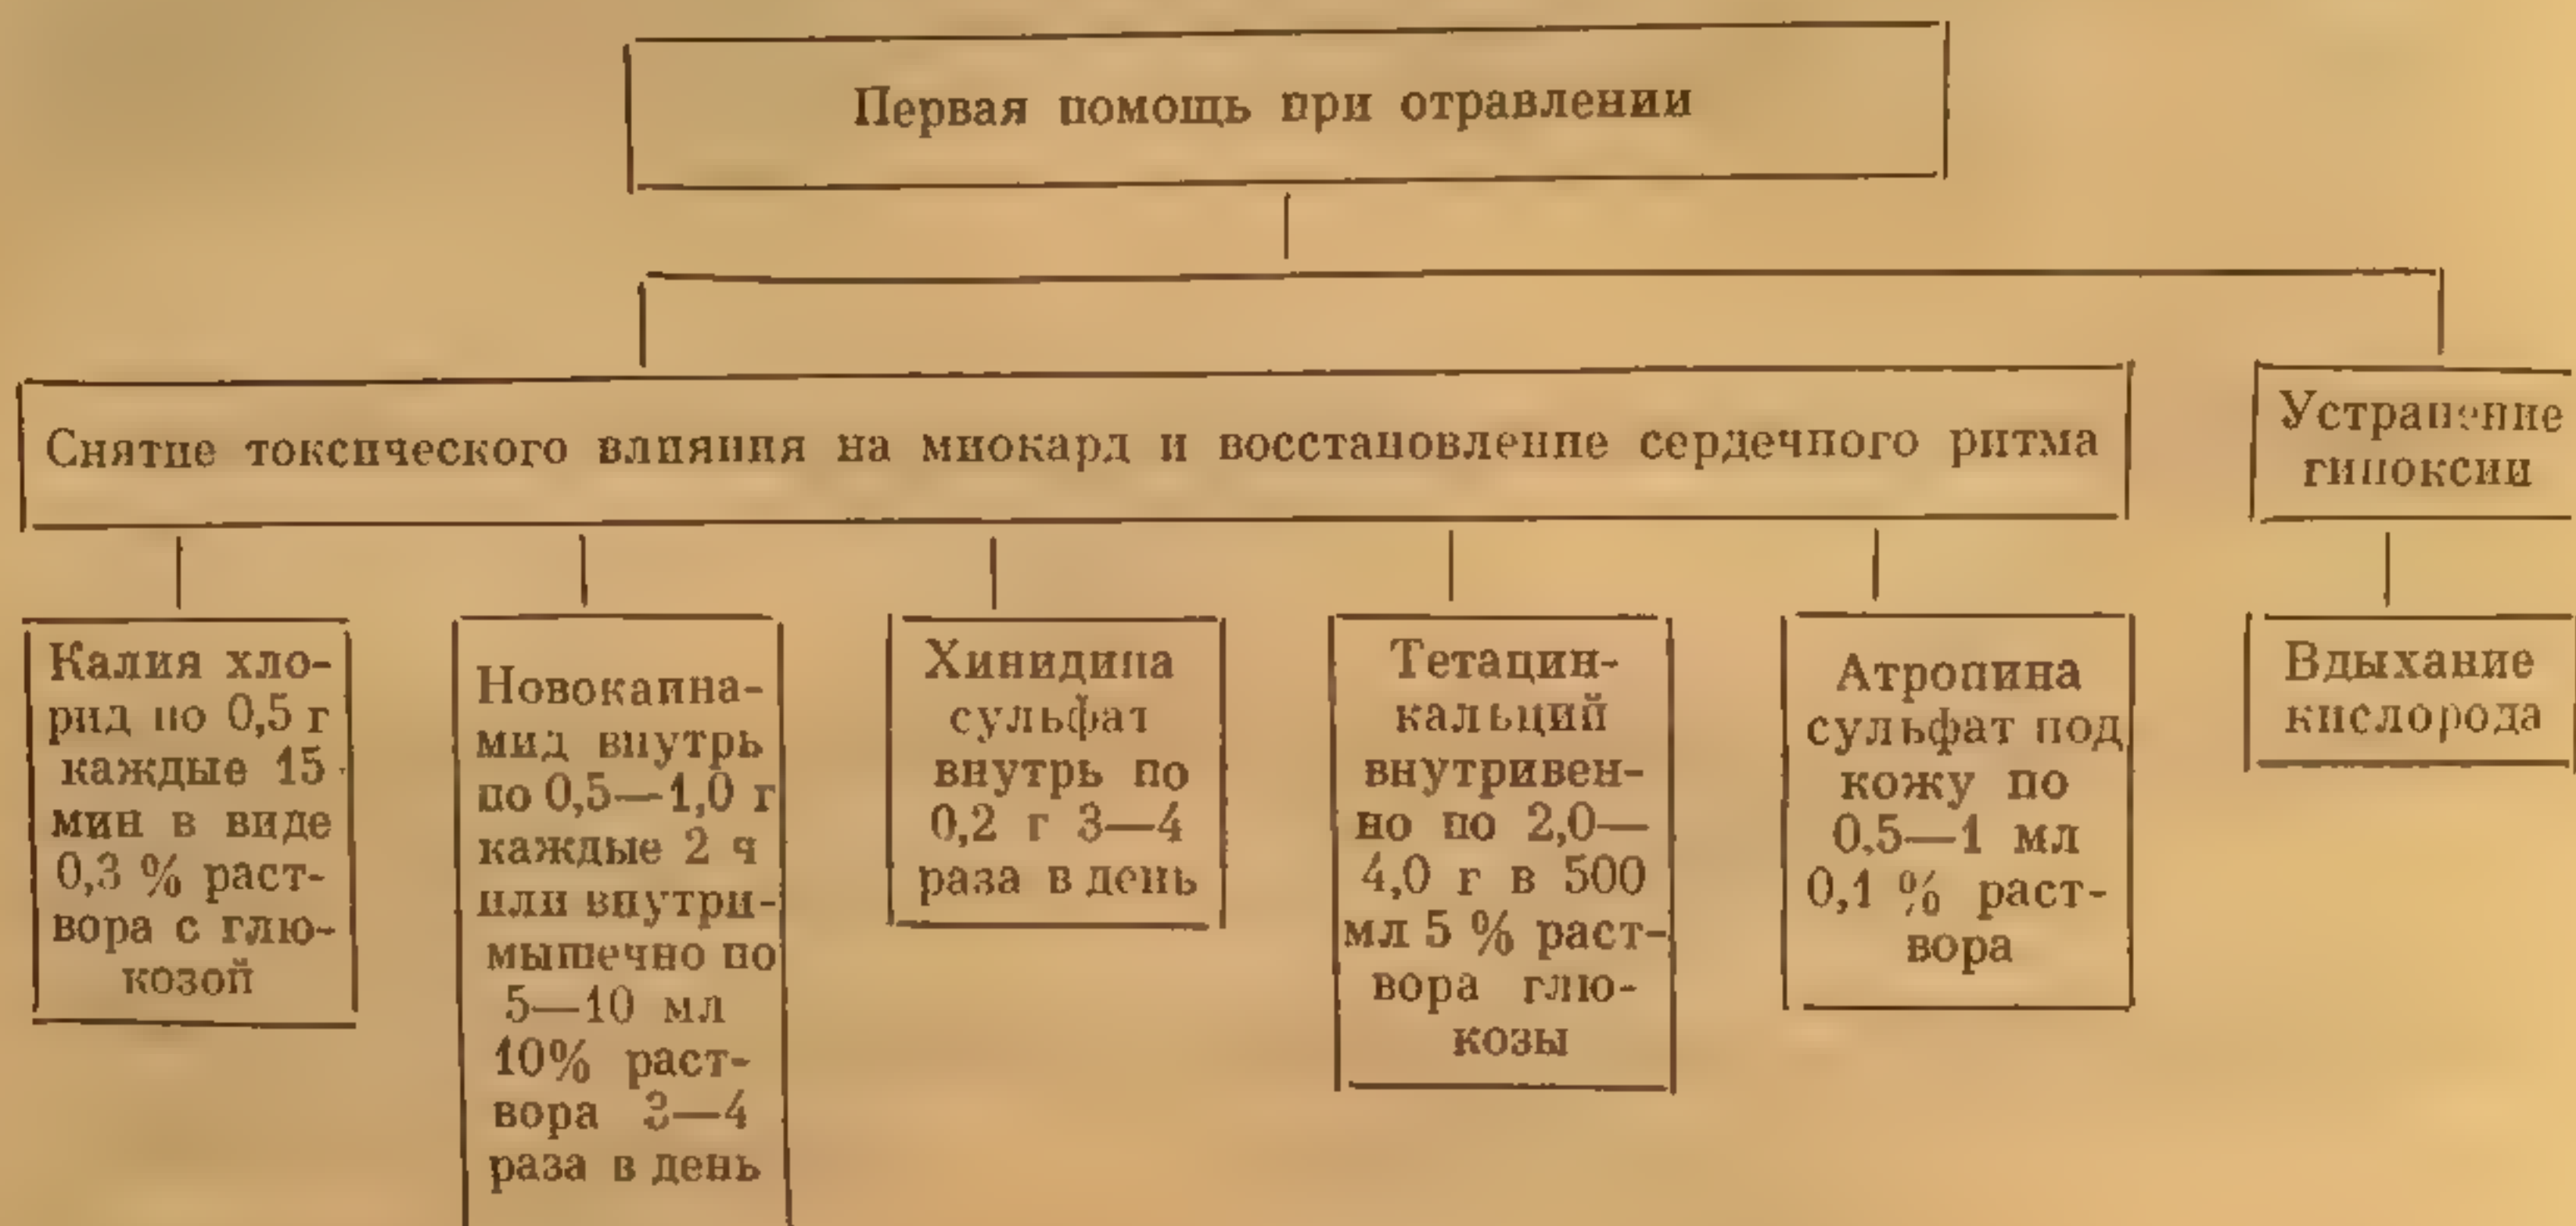 Первая помощь при отравлении
Снятие токсического влияния на миокард и восстановление сердечного ритма
Устранение
гипоксии
Калия хло-
рид по 0,5 г
каждые 15
мин в виде
0,3 % раст-
вора с глю-
козой
Новокаина-
мид внутрь
по 0,5—1,0 г
каждые 2 ч
или внутри-
мышечно по
5—10 мл
10% раст-
вора 3—4
раза в день
Хинидина
сульфат
внутрь по
0,2 г 3—4
раза в день
Тетацин-
кальций
внутривен-
но по 2,0—
4,0 г в 500
мл 5 % раст-
вора глю-
козы
Атропина
сульфат под
кожу по
0,5—1 мл
0,1 % раст-
вора
Вдыхание
кислорода